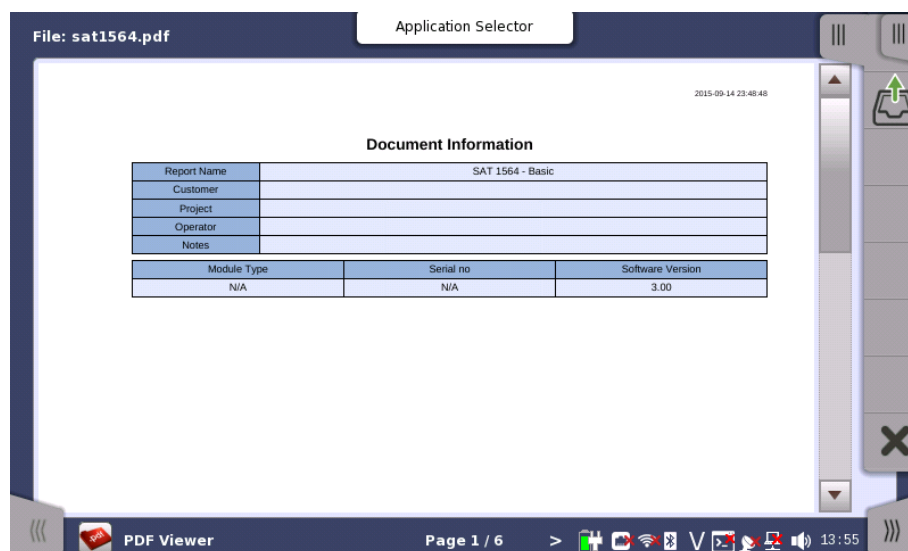 Application Selector
File: sat1564.pdf
2015-09-14 23:48:48
Document Information
Report Name SAT 1564 - Basic
Customer
Project
Operator
Notes
Module Type Serial no Software Version
N/A N/A 3.00
PDF Viewer Page 1 / 6 > V 13:55